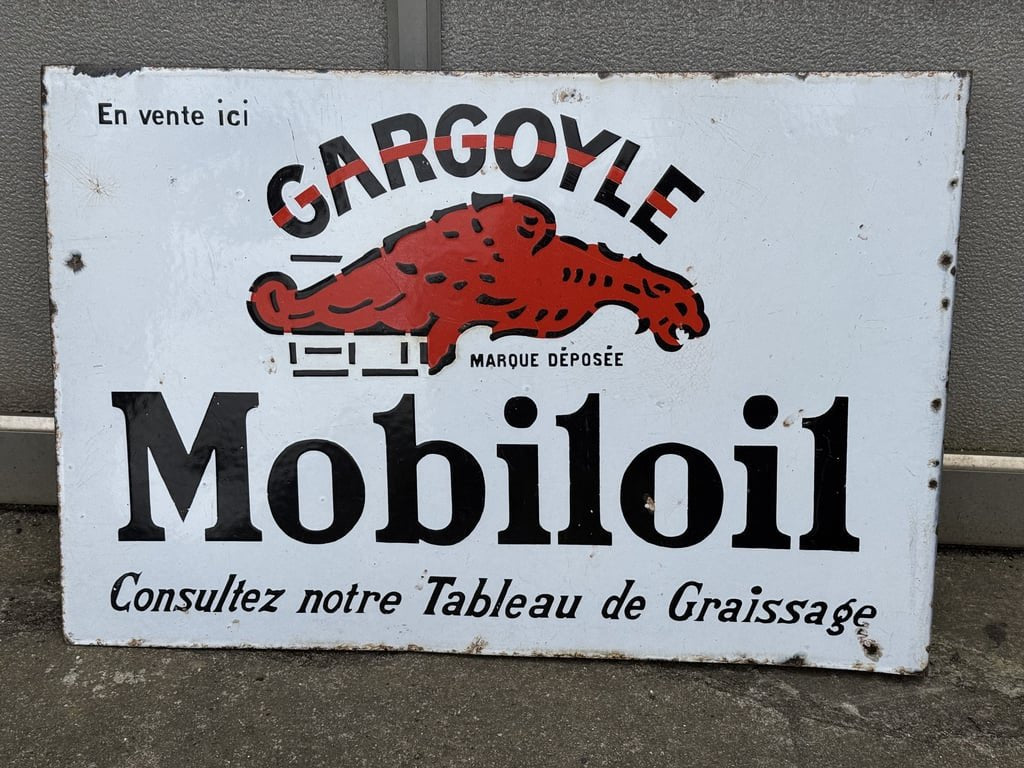 En vente ici
GARGOYLE
MARQUE DÉPOSÉE
Mobiloil
Consultez notre Tableau de Graissage